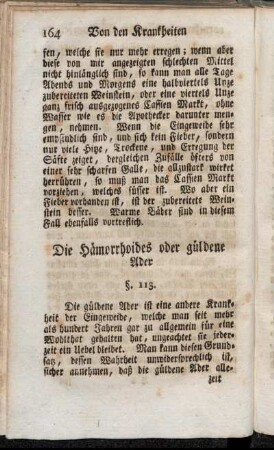 164 Von den Krankheiten
sen, welche sie nur mehr erregen; wenn aber
diese von mir angezeigten schlechten Mittel
nicht hinlänglich sind, so kann man alle Tage
Abends und Morgens eine halbviertels Unze
zubereiteten Weinstein, oder eine viertels Unze
ganz frisch ausgezogenes Cassien Markt, ohne
Wasser wie es die Apothecker darunter men-
gen, nehmen. Wenn die Eingeweide sehr
empfindlich sind, und sich kein Fieber, sondern
nur viele Hitze, Trockene, und Erregung der
Säfte zeiget, dergleichen Zufälle öfters von
einer sehr scharfen Galle, die allzustark wirket
herrühren, so muß man das Cassien Markt
vorziehen, welches süsser ist. Wo aber ein
Fieber vorhanden ist, ist der zubereitete Wein-
stein besser. Warme Bäder sind in diesem
Fall ebenfalls vortreflich.
Die Hämorrhoides oder güldene
Ader
§. 113.
Die güldene Ader ist eine andere Krank-
heit der Eingeweide, welche man seit mehr
als hundert Jahren gar zu allgemein für eine
Wohlthat gehalten hat, ungeachtet sie jeder-
zeit ein Uebel bleibet. Man kann diesen Grund-
satz, dessen Wahrheit unwidersprechlich ist,
sicher annehmen, daß die güldene Ader alle-
zeit